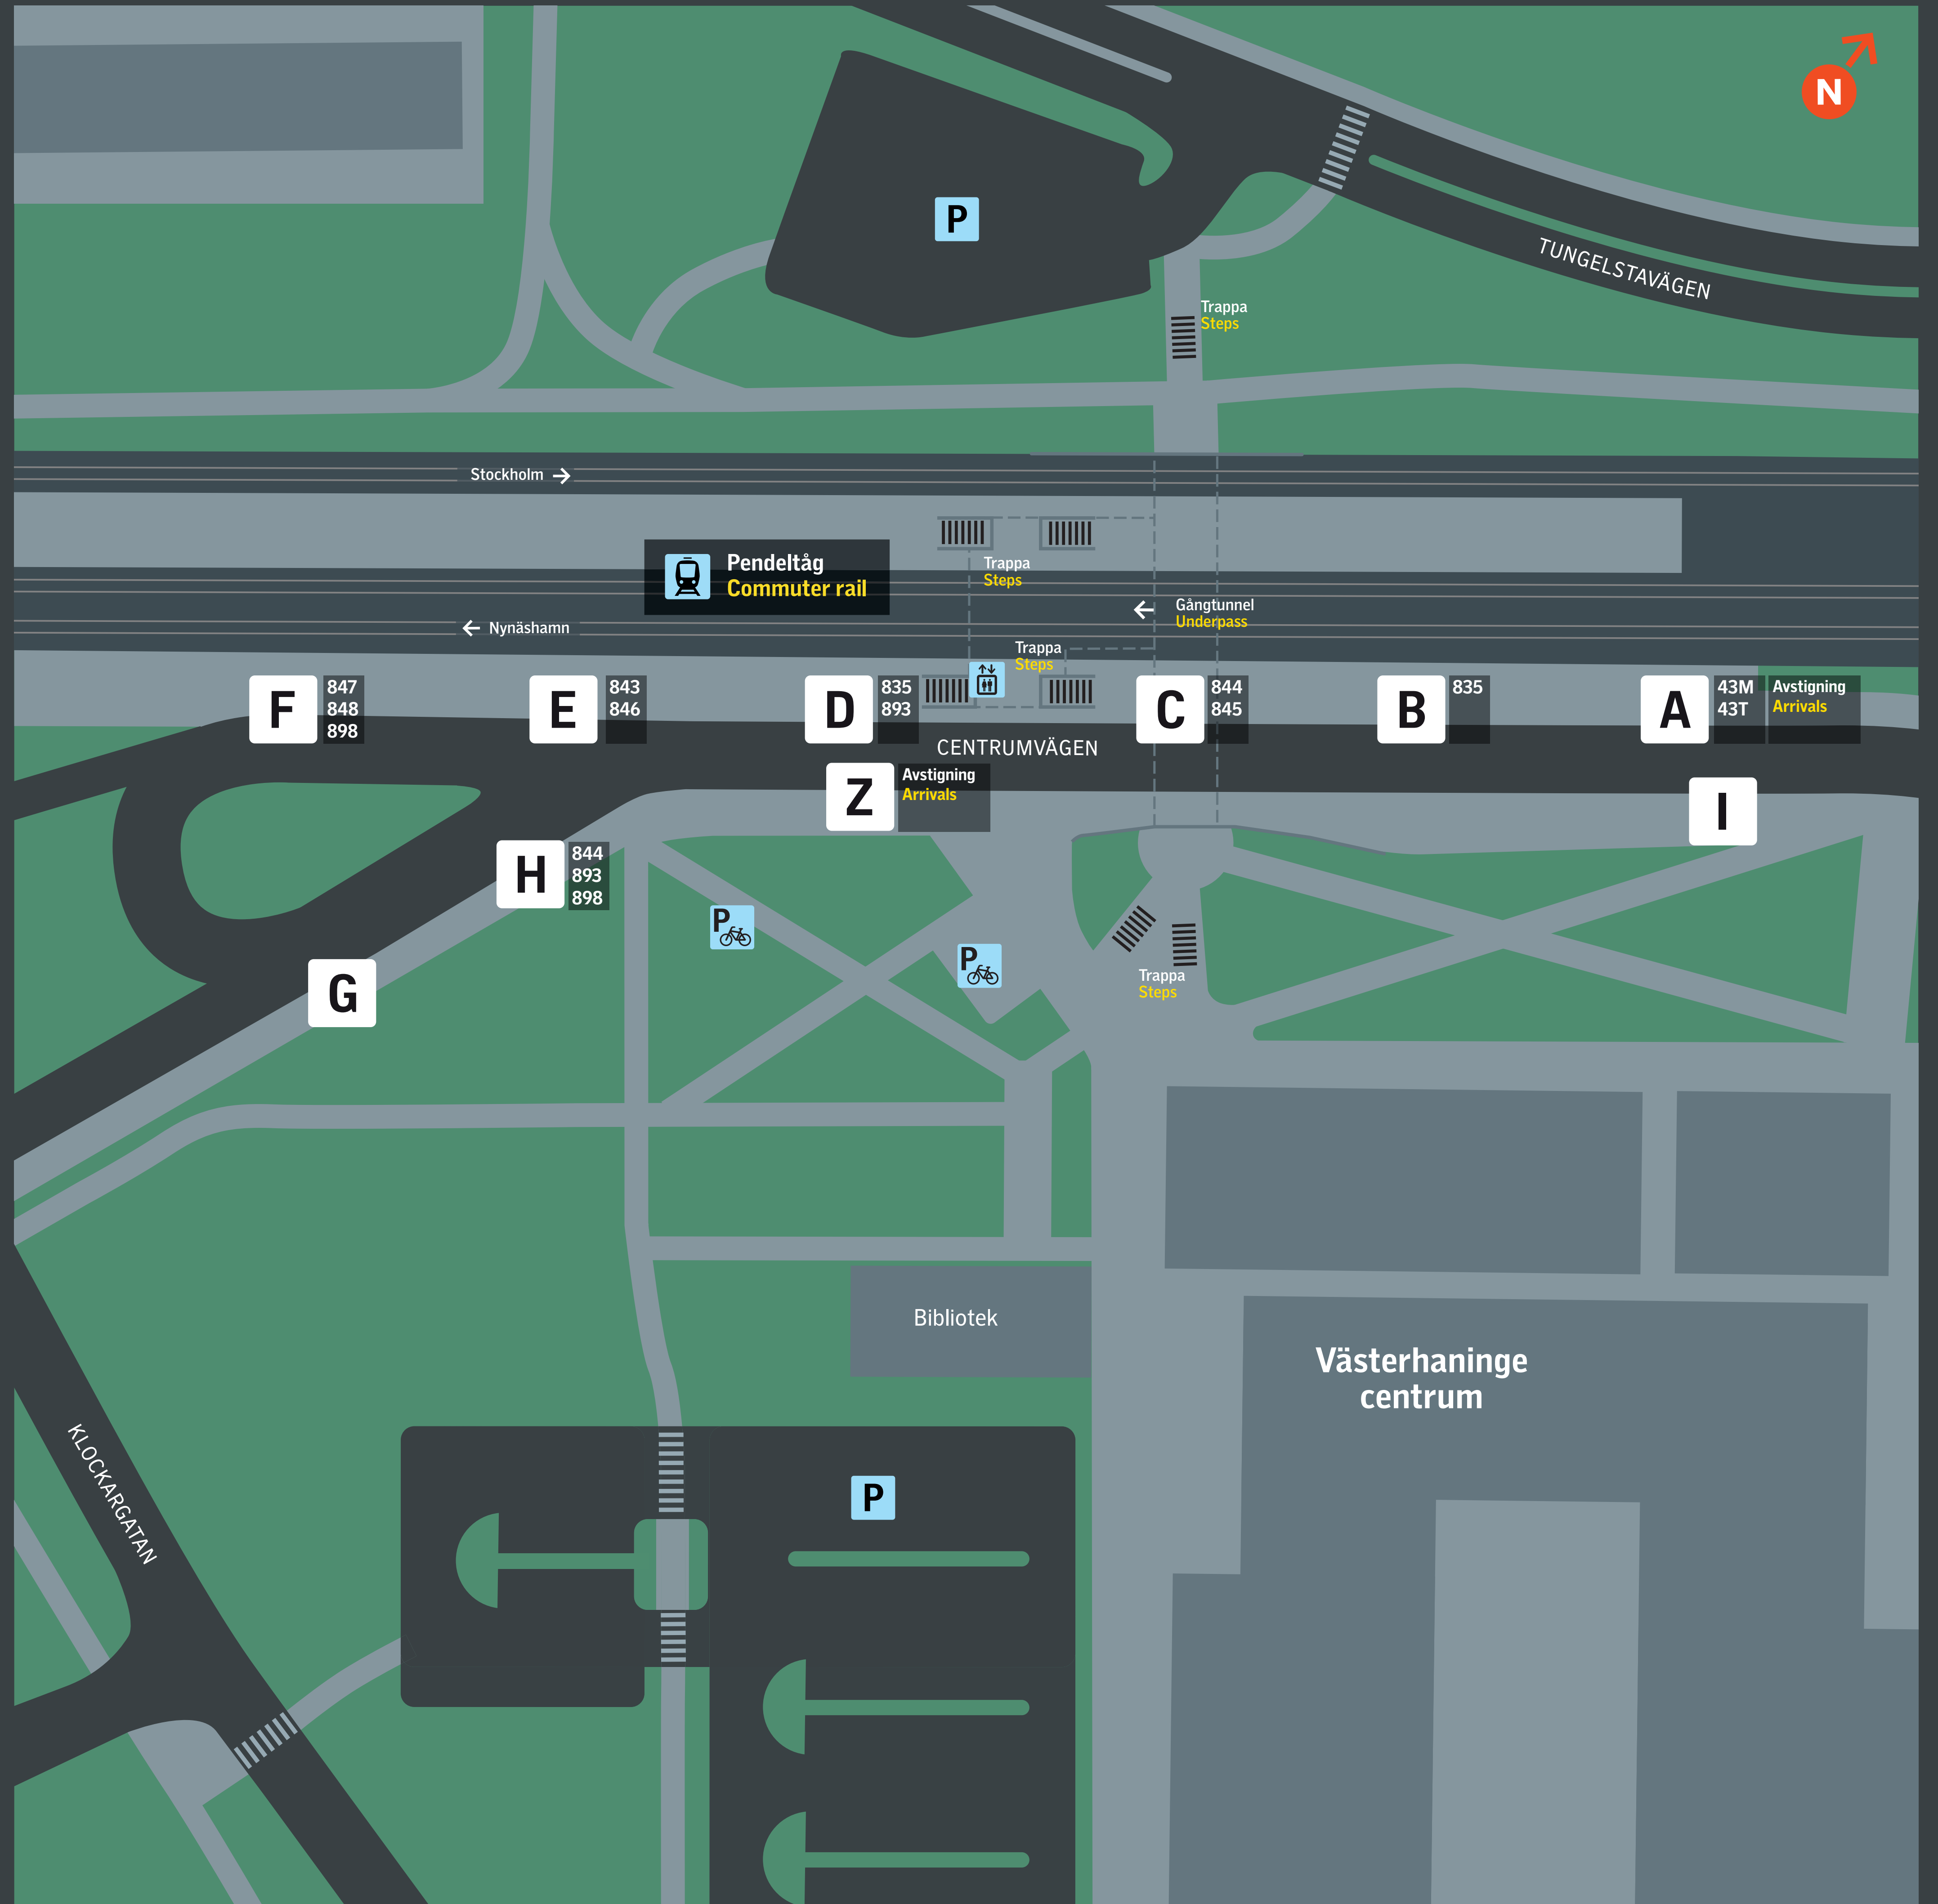 N
P
TUNGELSTAVÄGEN
Trappa
Steps
Stockholm →
Pendeltåg
Commuter rail
Trappa
Steps
← Gångtunnel
Underpass
← Nynäshamn
Trappa
Steps
F
847
848
898
E
843
846
D
835
893
C
844
845
B
835
A
43M
43T
Avstigning
Arrivals
CENTRUMVÄGEN
Z
Avstigning
Arrivals
I
H
844
893
898
P
P
G
Trappa
Steps
Bibliotek
Västerhaninge
centrum
KLOCKARGATAN
P